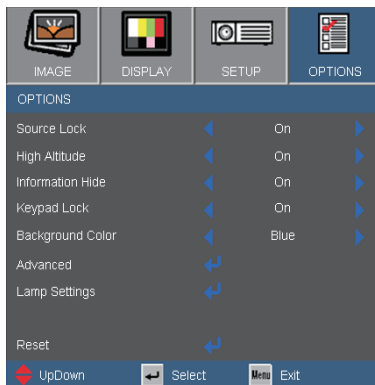 IMAGE DISPLAY SETUP OPTIONS
OPTIONS
Source Lock On
High Altitude On
Information Hide On
Keypad Lock On
Background Color Blue
Advanced
Lamp Settings
Reset
UpDown Select Menu Exit